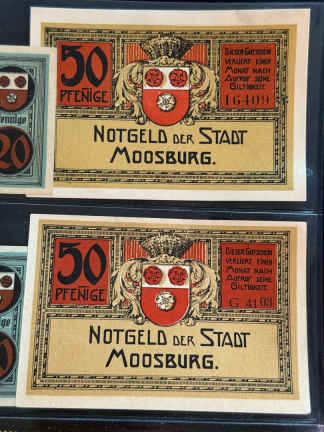 50
PFENIGE
DIESER GUTSCHEIN
VERLIERT EINEN
MONAT NACH
AUFRUF SEINE
GILTIGKEIT.
16409
NOTGELD DER STADT
MOOSBURG.
20
50
PFENIGE
DIESER GUTSCHEIN
VERLIERT EINEN
MONAT NACH
AUFRUF SEINE
GILTIGKEIT.
G 4103
NOTGELD DER STADT
MOOSBURG.